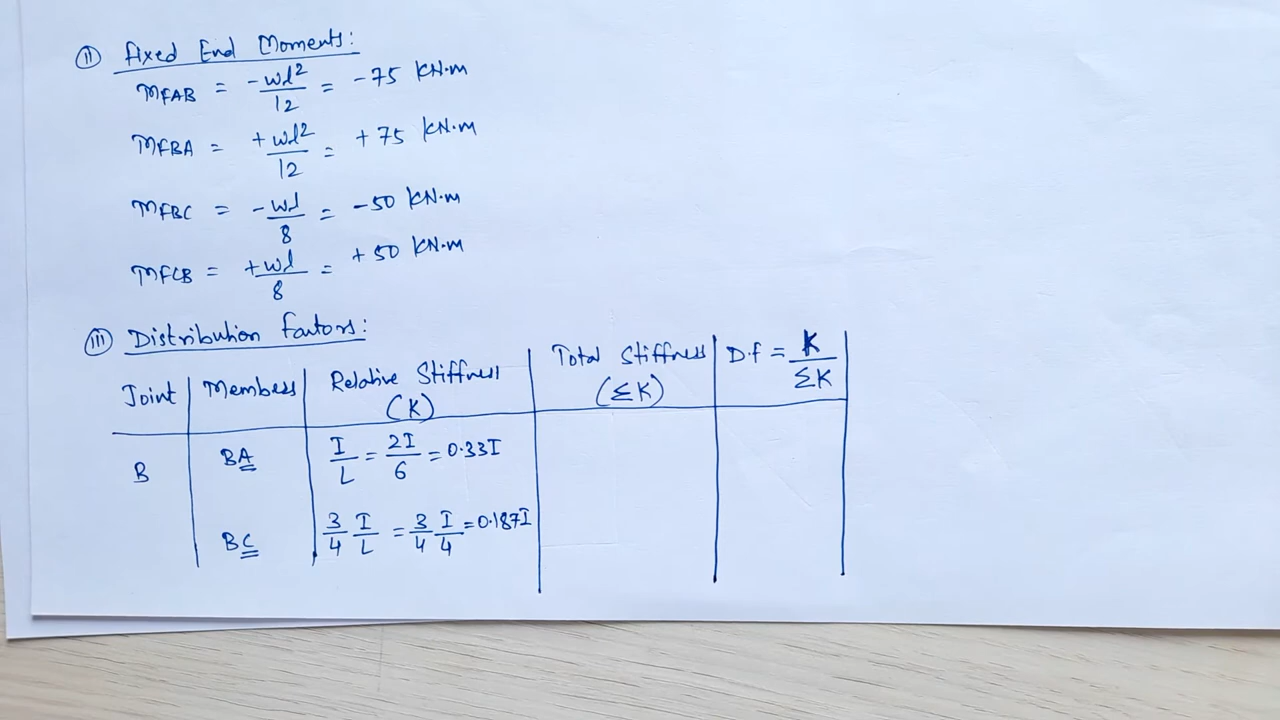 (II) Fixed End Moments:
MFAB = -wl²/12 = -75 KN.m
MFBA = +wl²/12 = +75 KN.m
MFBC = -wl/8 = -50 KN.m
MFCB = +wl/8 = +50 KN.m
(III) Distribution factors:
Joint | Members | Relative Stiffness (K) | Total Stiffness (ΣK) | D.f = K/ΣK
B | BA | I/L = 2I/6 = 0.33I
BC | 3/4 I/L = 3/4 I/4 = 0.187I